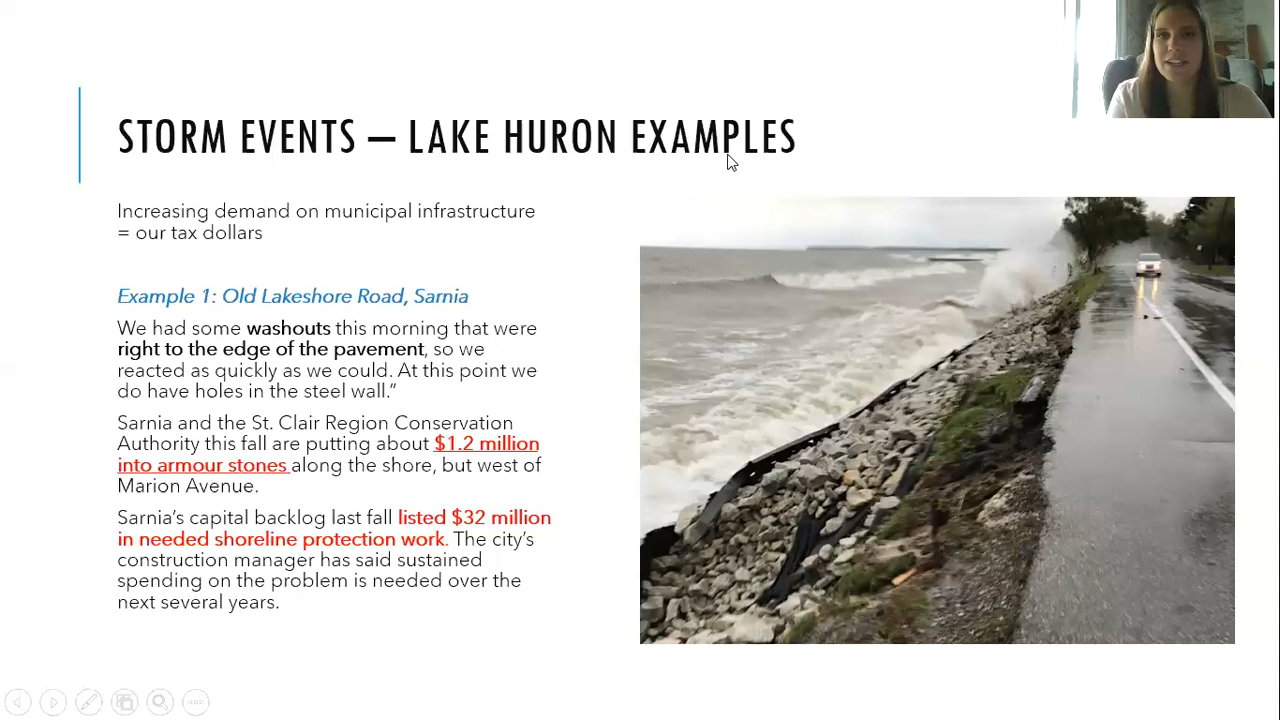 STORM EVENTS – LAKE HURON EXAMPLES
Increasing demand on municipal infrastructure
= our tax dollars
Example 1: Old Lakeshore Road, Sarnia
We had some washouts this morning that were
right to the edge of the pavement, so we
reacted as quickly as we could. At this point we
do have holes in the steel wall.”
Sarnia and the St. Clair Region Conservation
Authority this fall are putting about $1.2 million
into armour stones along the shore, but west of
Marion Avenue.
Sarnia’s capital backlog last fall listed $32 million
in needed shoreline protection work. The city’s
construction manager has said sustained
spending on the problem is needed over the
next several years.